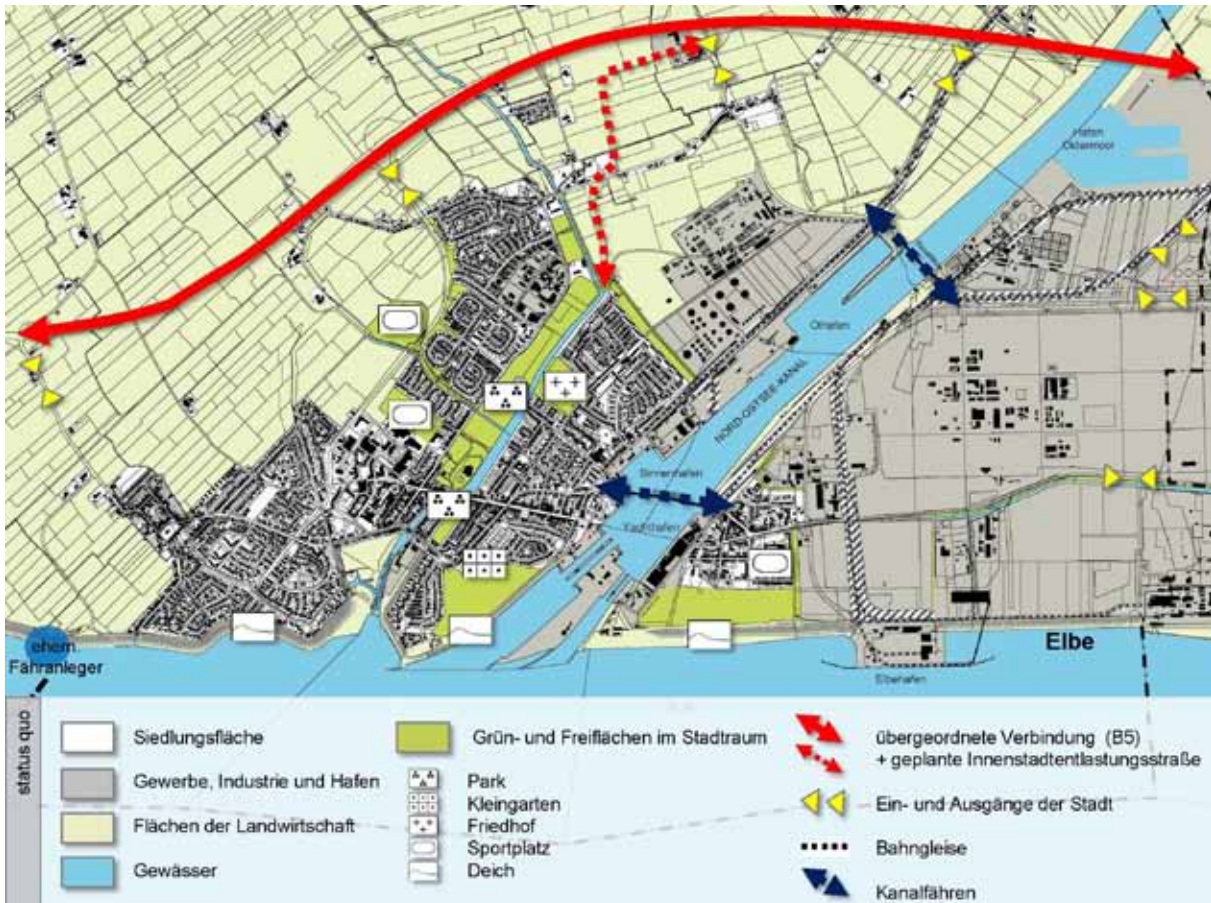 Hafen
Ostermoor
Ölhafen
NORD-OSTSEE-KANAL
Binnenhafen
Elbe
Elbehafen
ehem
Fähranleger
status quo
Siedlungsfläche
Gewerbe, Industrie und Hafen
Flächen der Landwirtschaft
Gewässer
Grün- und Freiflächen im Stadtraum
Park
Kleingarten
Friedhof
Sportplatz
Deich
übergeordnete Verbindung (B5)
+ geplante Innenstadtentlastungsstraße
Ein- und Ausgänge der Stadt
Bahngleise
Kanalfähren